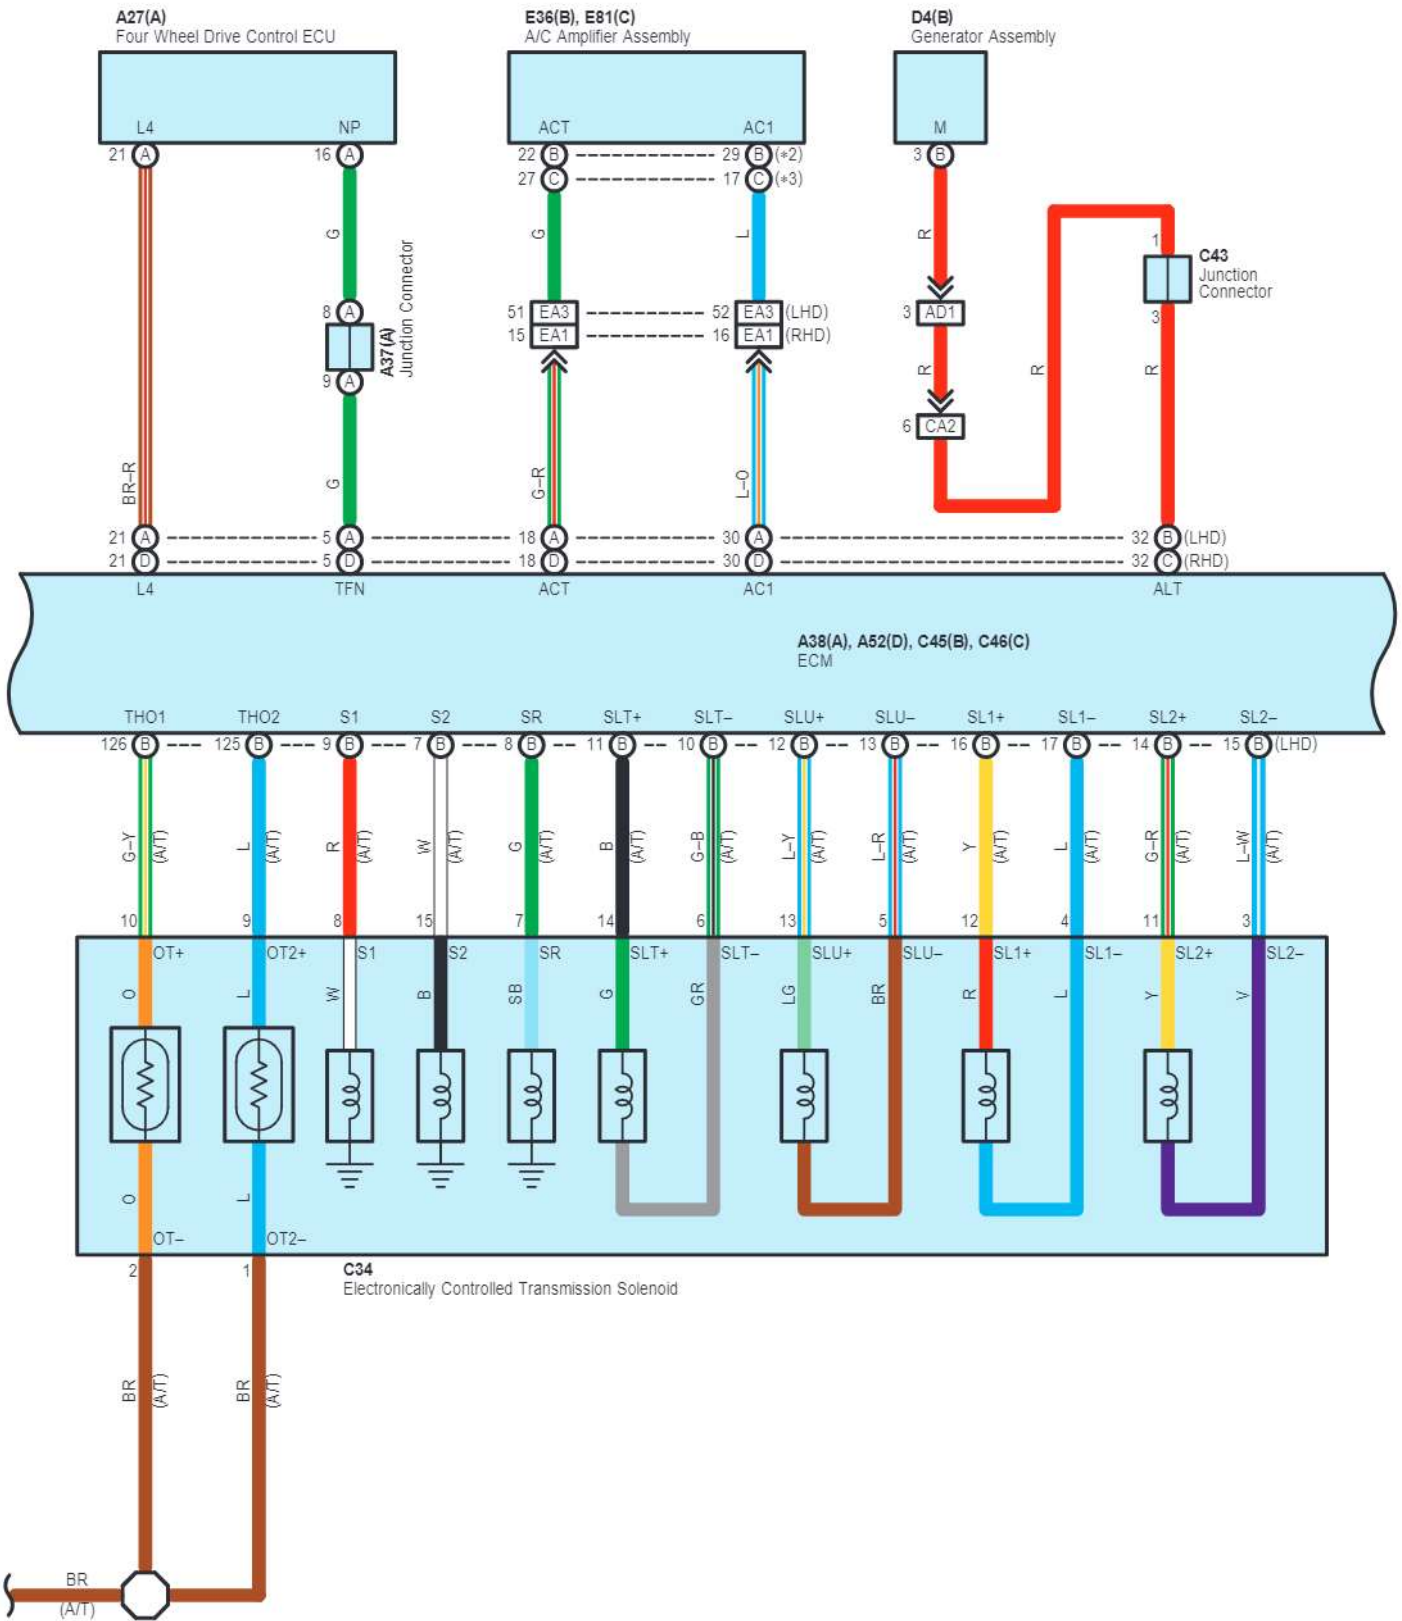 A27(A)
Four Wheel Drive Control ECU
E36(B), E81(C)
A/C Amplifier Assembly
D4(B)
Generator Assembly
L4 NP ACT AC1 M
21 A 16 A 22 B 29 B (*2) 3 B
27 C 17 C (*3)
G G L R
1
C43
Junction
Connector
3
8 A
A37(A)
Junction Connector
9 A
51 EA3 52 EA3 (LHD) 3 AD1
15 EA1 16 EA1 (RHD)
R R R
6 CA2
BR–R G G–R L–O
21 A 5 A 18 A 30 A 32 B (LHD)
21 D 5 D 18 D 30 D 32 C (RHD)
L4 TFN ACT AC1 ALT
A38(A), A52(D), C45(B), C46(C)
ECM
THO1 THO2 S1 S2 SR SLT+ SLT– SLU+ SLU– SL1+ SL1– SL2+ SL2–
126 B 125 B 9 B 7 B 8 B 11 B 10 B 12 B 13 B 16 B 17 B 14 B 15 B (LHD)
G–Y (A/T) L (A/T) R (A/T) W (A/T) G (A/T) B (A/T) G–B (A/T) L–Y (A/T) L–R (A/T) Y (A/T) L (A/T) G–R (A/T) L–W (A/T)
10 9 8 15 7 14 6 13 5 12 4 11 3
OT+ OT2+ S1 S2 SR SLT+ SLT– SLU+ SLU– SL1+ SL1– SL2+ SL2–
O L W B SB G GR LG BR R L Y V
O L
OT– OT2–
2 1
C34
Electronically Controlled Transmission Solenoid
BR (A/T) BR (A/T)
BR
(A/T)